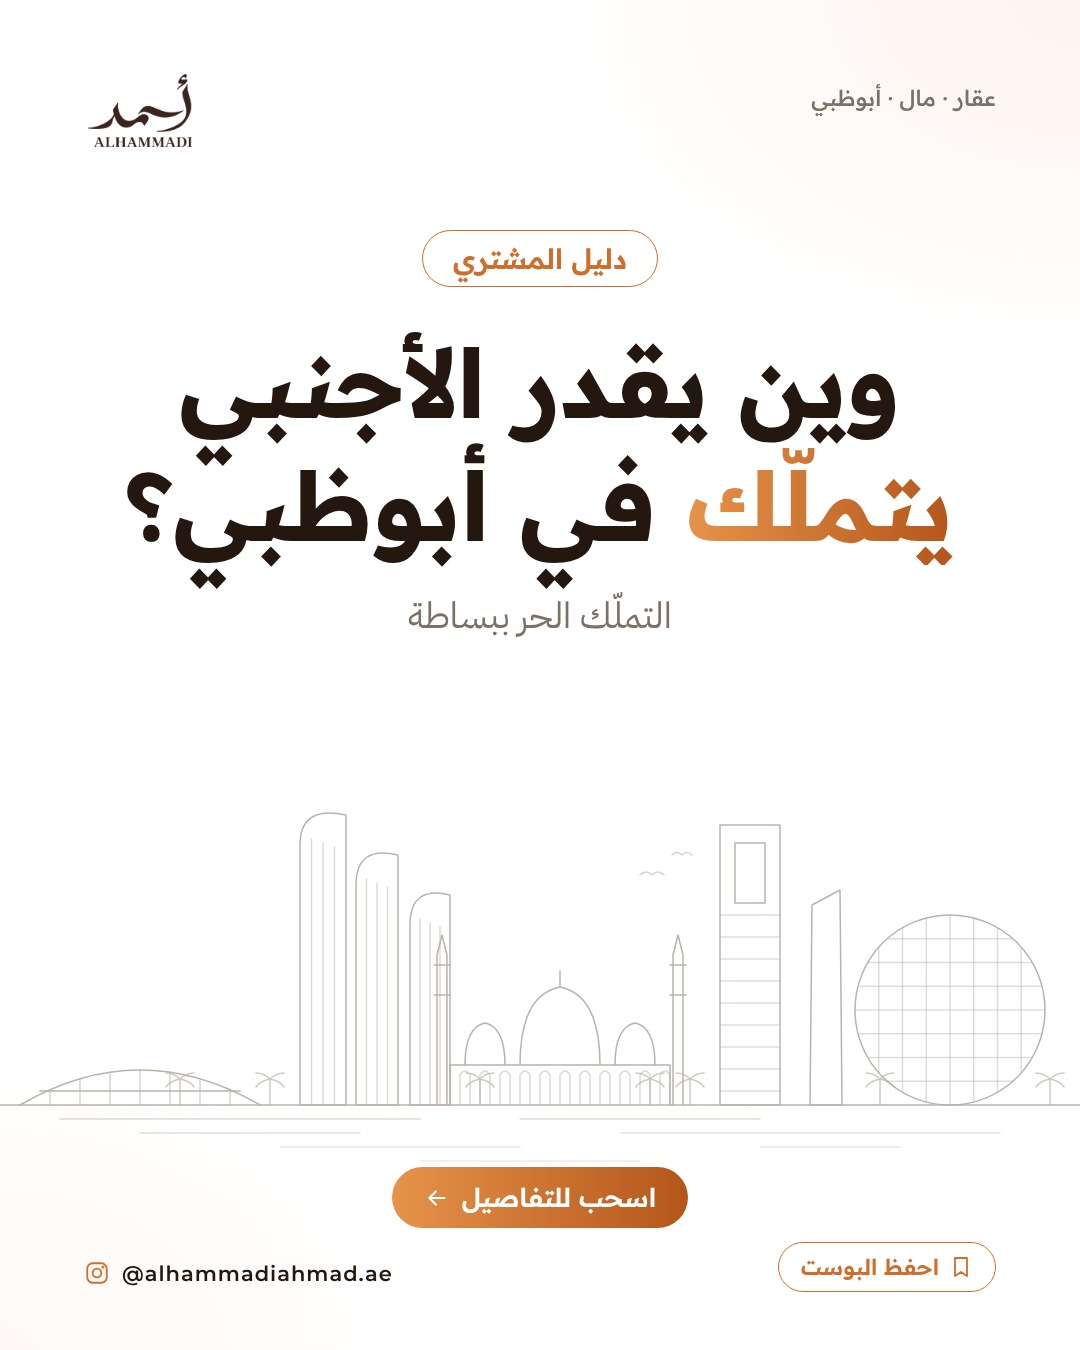 عقار · مال · أبوظبي
أحمد
ALHAMMADI
دليل المشتري
وين يقدر الأجنبي
يتملّك في أبوظبي؟
التملّك الحر ببساطة
اسحب للتفاصيل ←
احفظ البوست
@alhammadiahmad.ae